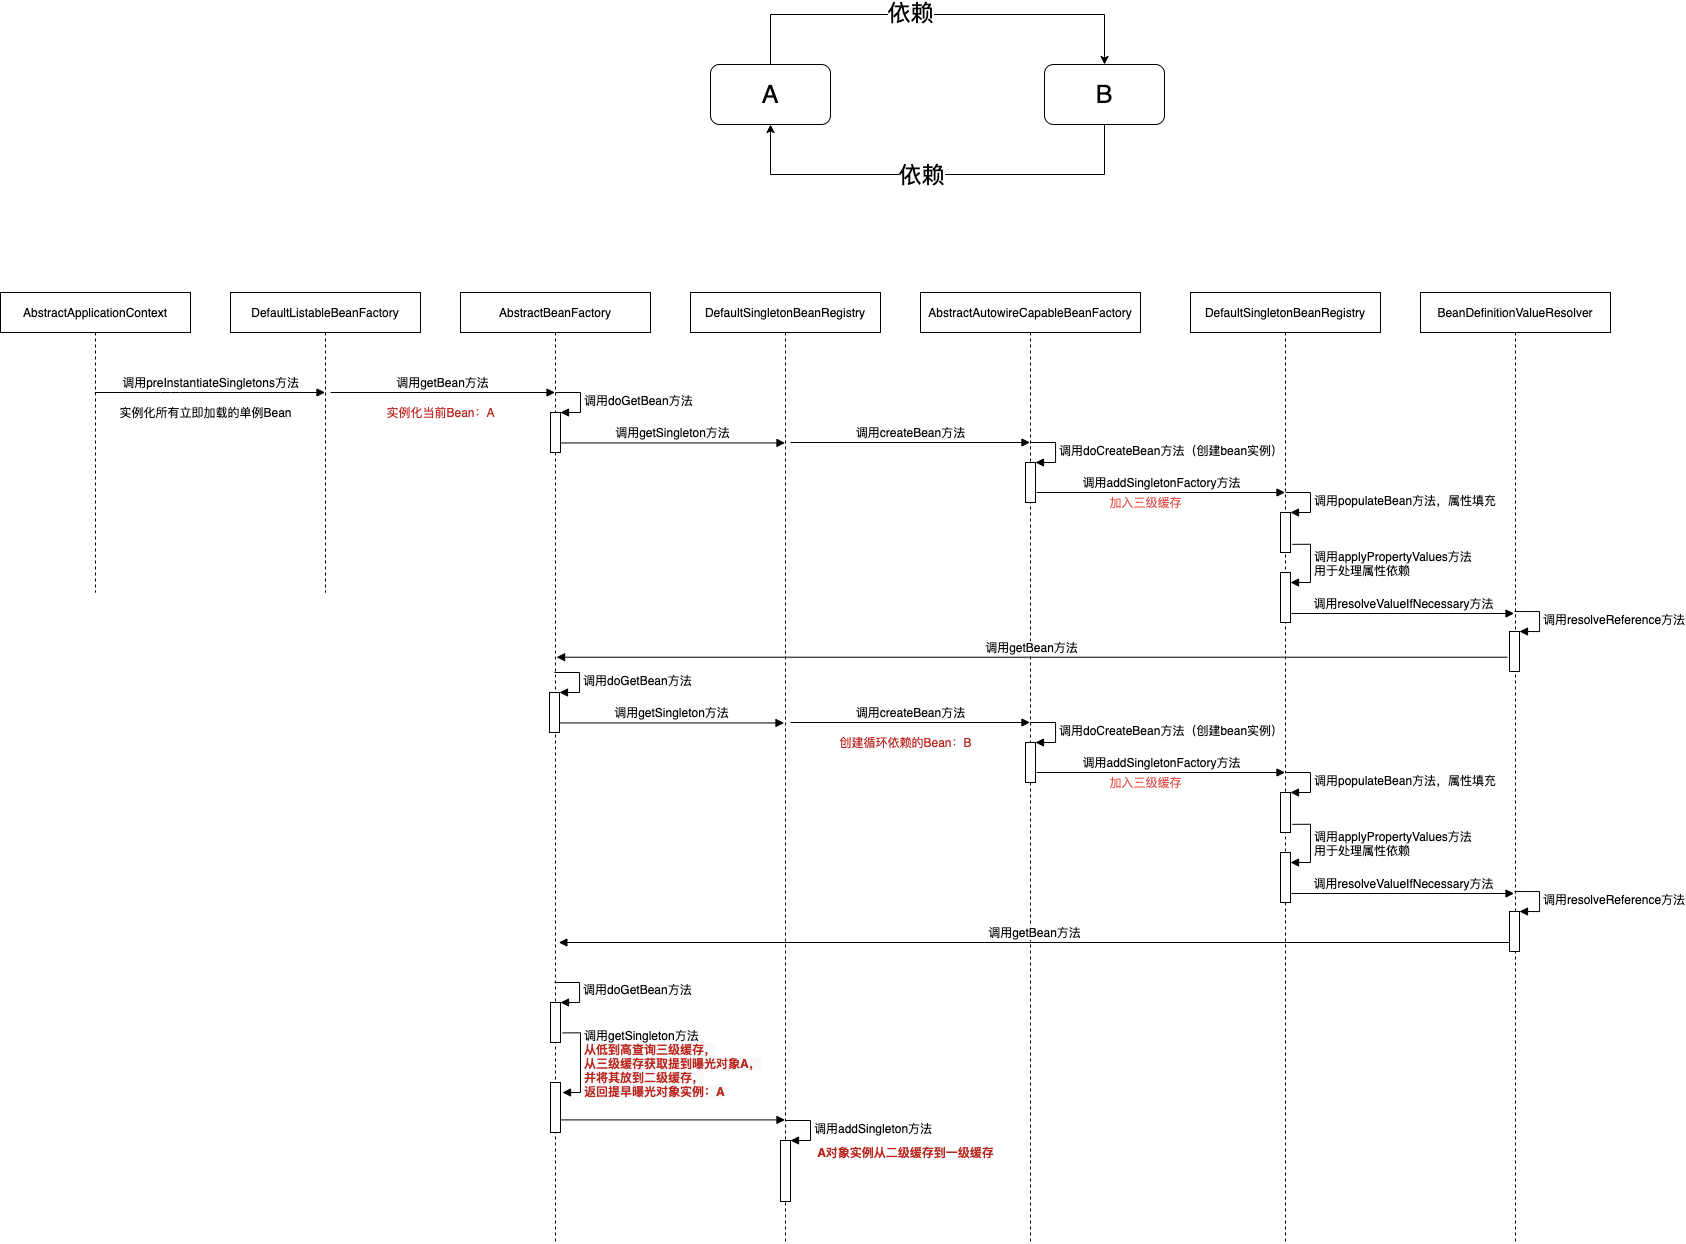 依赖
A
B
依赖
AbstractApplicationContext
DefaultListableBeanFactory
AbstractBeanFactory
DefaultSingletonBeanRegistry
AbstractAutowireCapableBeanFactory
DefaultSingletonBeanRegistry
BeanDefinitionValueResolver
调用preInstantiateSingletons方法
实例化所有立即加载的单例Bean
调用getBean方法
实例化当前Bean：A
调用doGetBean方法
调用getSingleton方法
调用createBean方法
调用doCreateBean方法（创建bean实例）
调用addSingletonFactory方法
加入三级缓存
调用populateBean方法，属性填充
调用applyPropertyValues方法
用于处理属性依赖
调用resolveValueIfNecessary方法
调用resolveReference方法
调用getBean方法
调用doGetBean方法
调用getSingleton方法
调用createBean方法
创建循环依赖的Bean：B
调用doCreateBean方法（创建bean实例）
调用addSingletonFactory方法
加入三级缓存
调用populateBean方法，属性填充
调用applyPropertyValues方法
用于处理属性依赖
调用resolveValueIfNecessary方法
调用resolveReference方法
调用getBean方法
调用doGetBean方法
调用getSingleton方法
从低到高查询三级缓存，
从三级缓存获取提到曝光对象A，
并将其放到二级缓存，
返回提早曝光对象实例：A
调用addSingleton方法
A对象实例从二级缓存到一级缓存